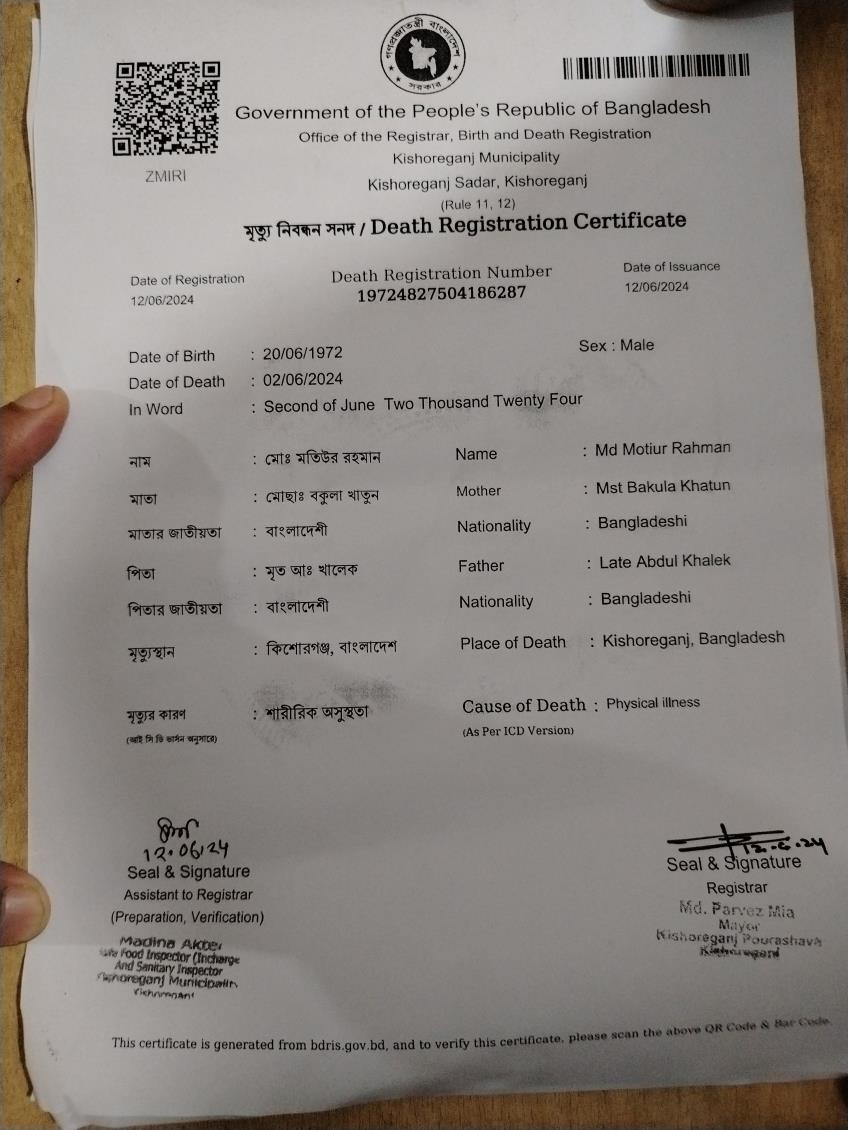 গণপ্রজাতন্ত্রী বাংলাদেশ
সরকার
ZMIRI
Government of the People's Republic of Bangladesh
Office of the Registrar, Birth and Death Registration
Kishoreganj Municipality
Kishoreganj Sadar, Kishoreganj
(Rule 11, 12)
মৃত্যু নিবন্ধন সনদ / Death Registration Certificate
Date of Registration Death Registration Number Date of Issuance
12/06/2024 19724827504186287 12/06/2024
Date of Birth : 20/06/1972 Sex : Male
Date of Death : 02/06/2024
In Word : Second of June Two Thousand Twenty Four
নাম : মোঃ মতিউর রহমান Name : Md Motiur Rahman
মাতা : মোছাঃ বকুলা খাতুন Mother : Mst Bakula Khatun
মাতার জাতীয়তা : বাংলাদেশী Nationality : Bangladeshi
পিতা : মৃত আঃ খালেক Father : Late Abdul Khalek
পিতার জাতীয়তা : বাংলাদেশী Nationality : Bangladeshi
মৃত্যুস্থান : কিশোরগঞ্জ, বাংলাদেশ Place of Death : Kishoreganj, Bangladesh
মৃত্যুর কারণ : শারীরিক অসুস্থতা Cause of Death : Physical illness
(আই সি ডি ভার্সন অনুসারে) (As Per ICD Version)
12.06.24
Seal & Signature
Assistant to Registrar
(Preparation, Verification)
Madina Akter
Food Inspector (Incharge
And Sanitary Inspector
Kishoreganj Municipality
12.6.24
Seal & Signature
Registrar
Md. Parvez Mia
Mayor
Kishoreganj Pourashava
Kishoreganj
This certificate is generated from bdris.gov.bd, and to verify this certificate, please scan the above QR Code & Bar Code.